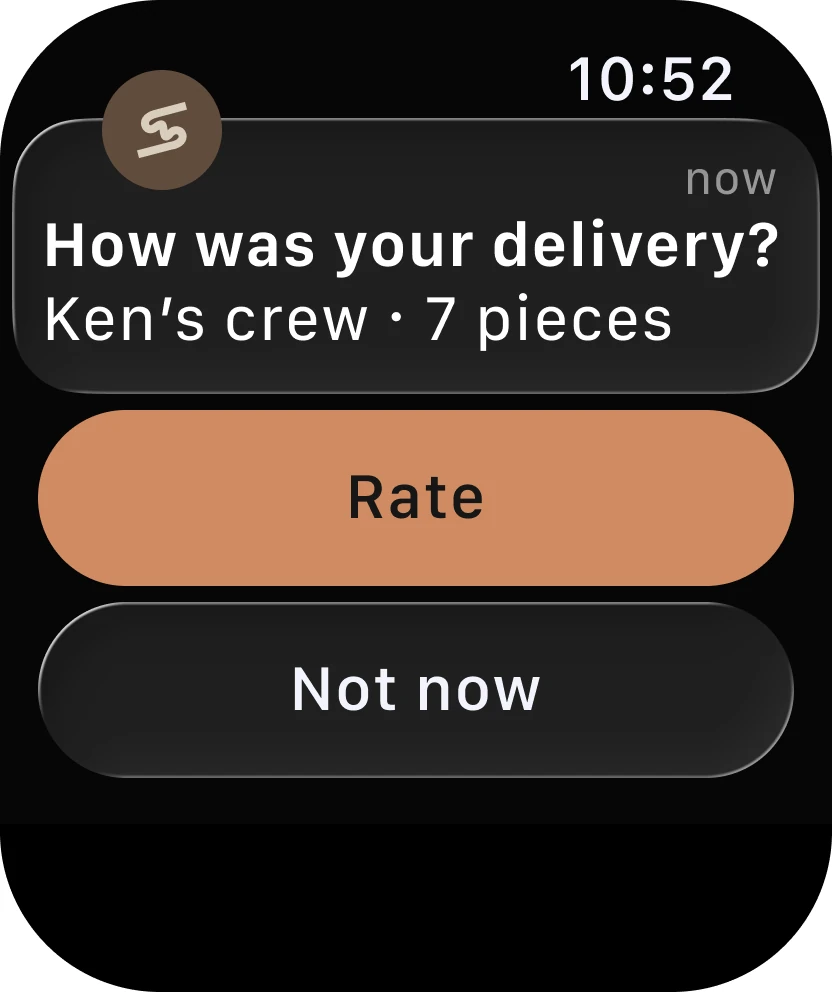 10:52
now
How was your delivery?
Ken’s crew · 7 pieces
Rate
Not now